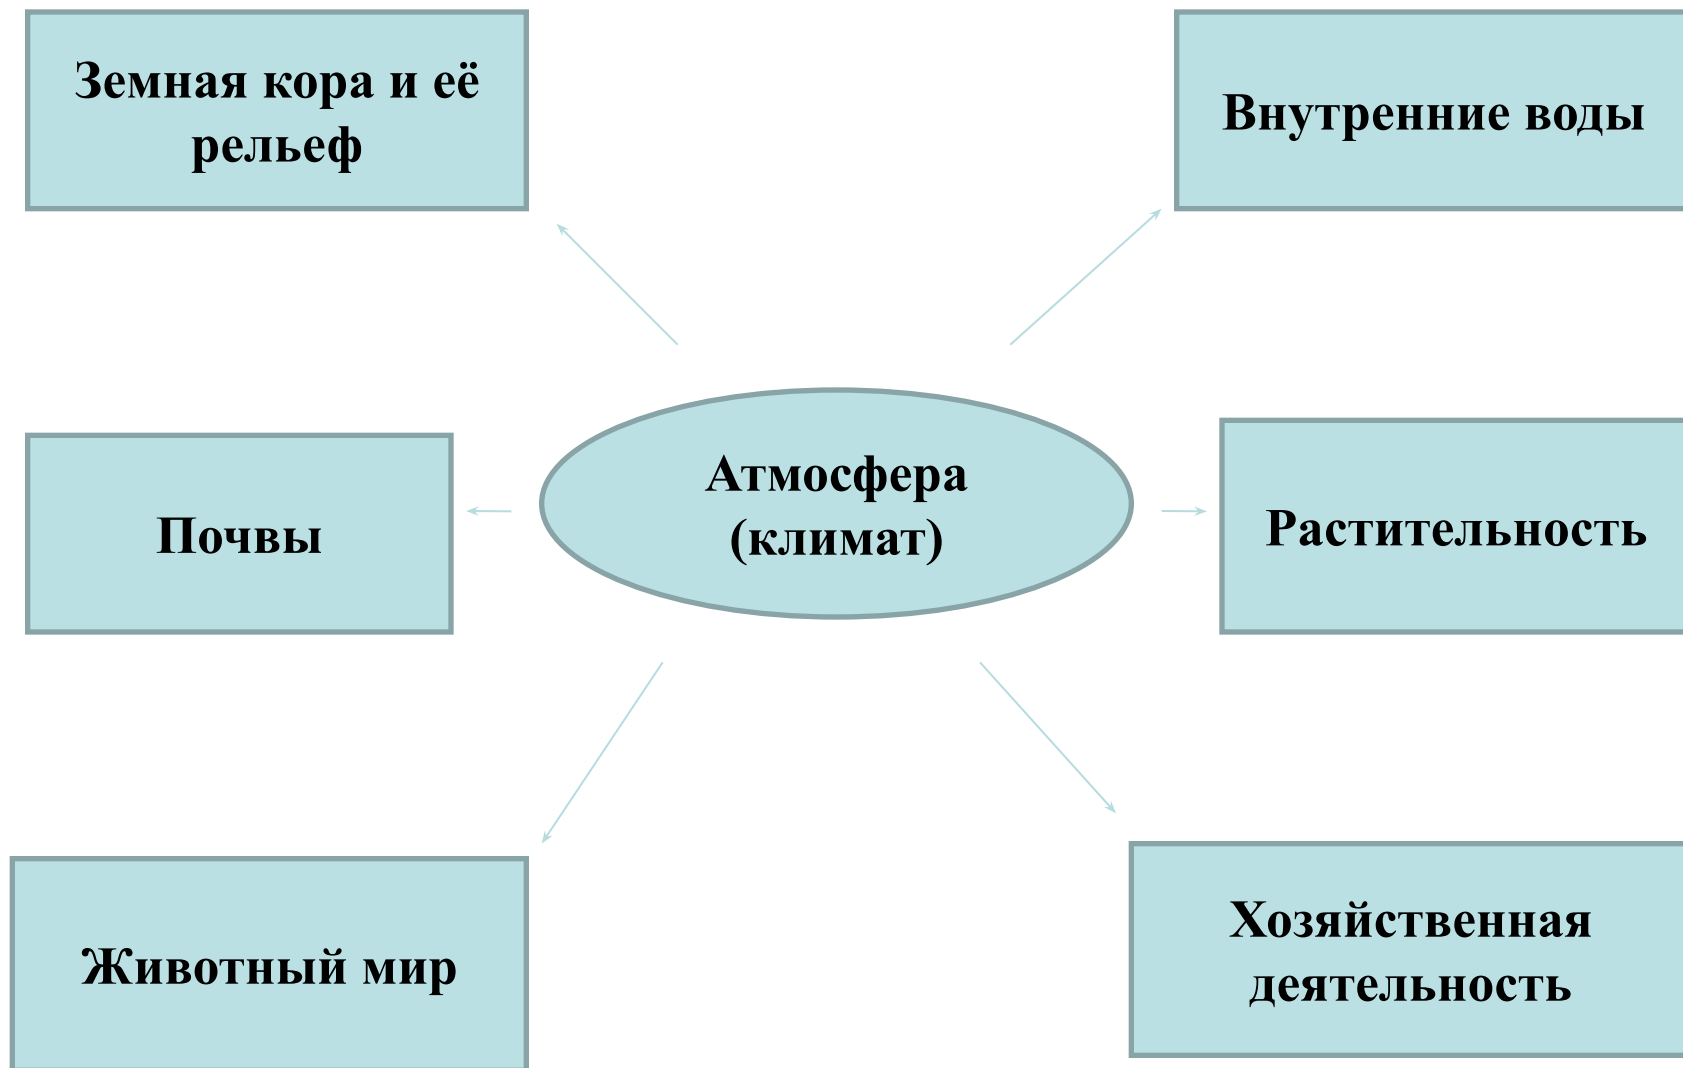 Земная кора и её
рельеф
Внутренние воды
Атмосфера
(климат)
Почвы
Растительность
Животный мир
Хозяйственная
деятельность